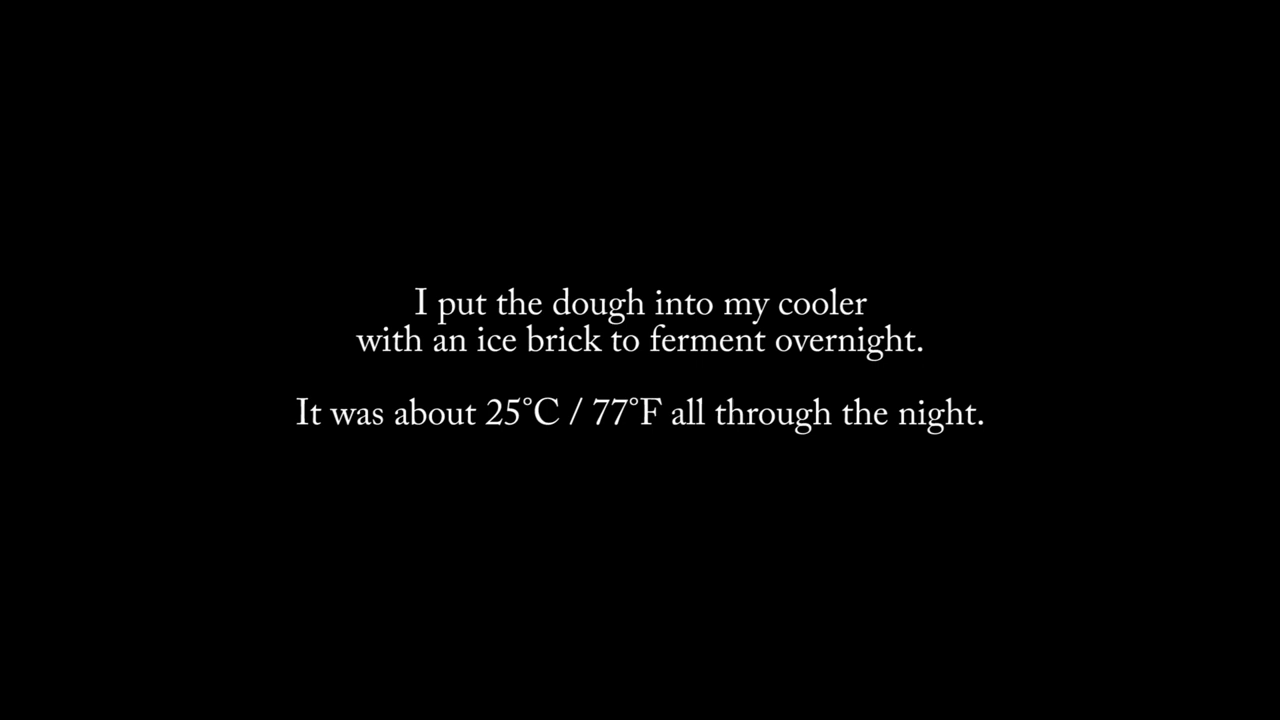 I put the dough into my cooler
with an ice brick to ferment overnight.
It was about 25°C / 77°F all through the night.